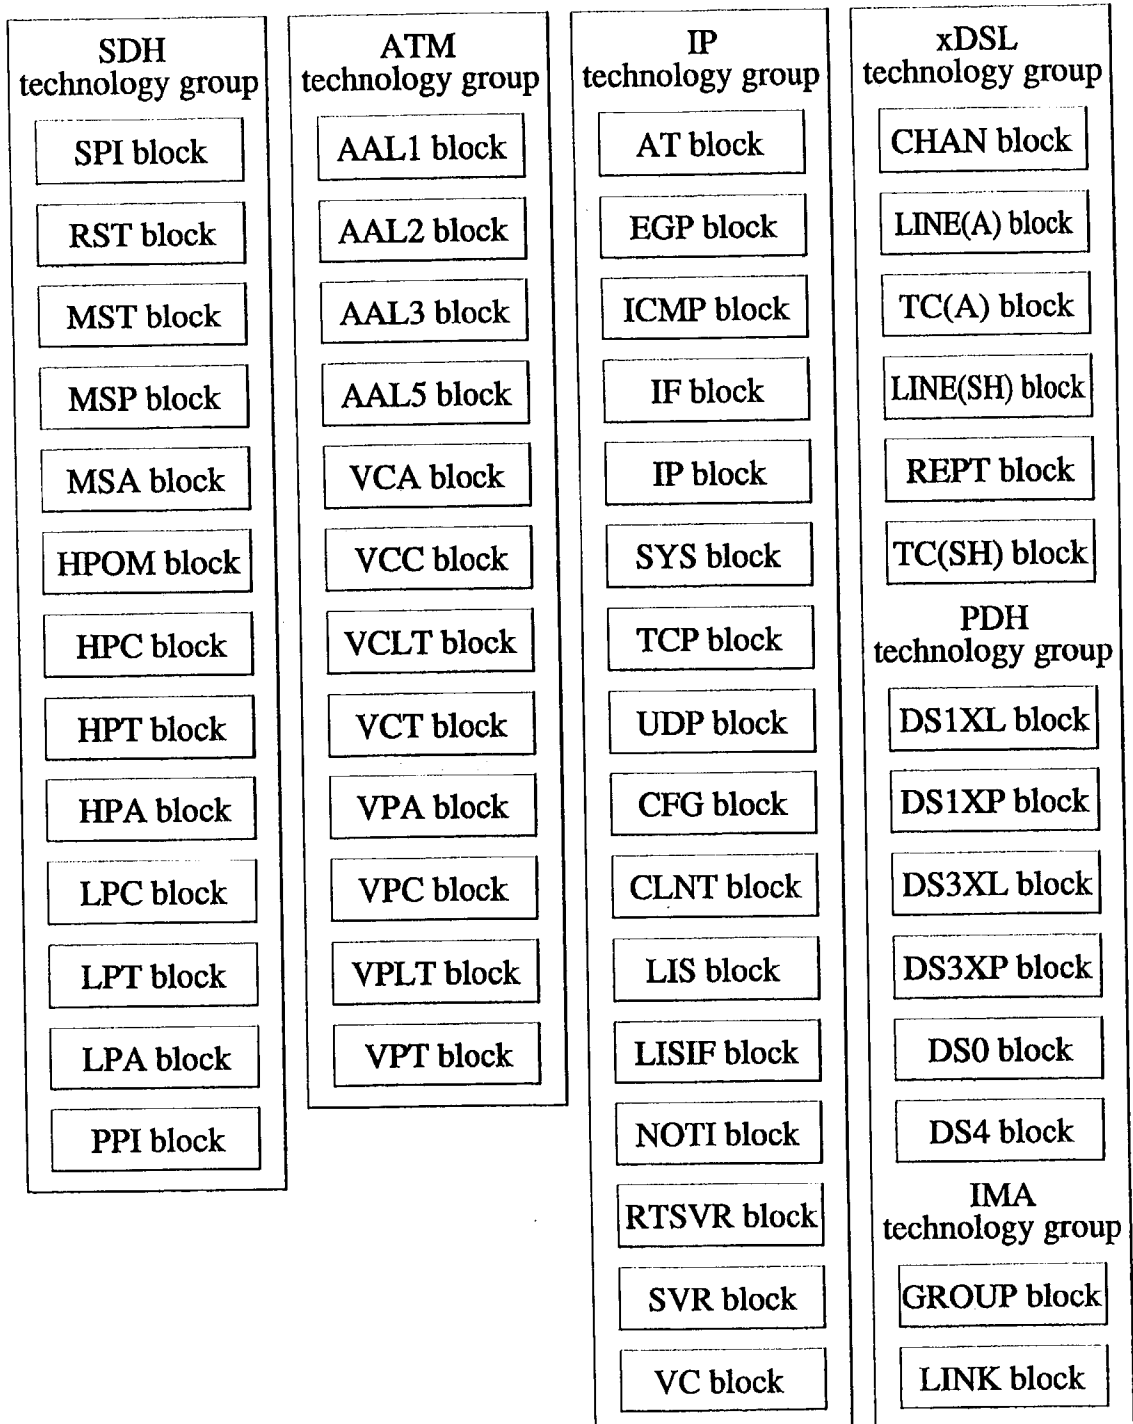 SDH
technology group
SPI block
RST block
MST block
MSP block
MSA block
HPOM block
HPC block
HPT block
HPA block
LPC block
LPT block
LPA block
PPI block
ATM
technology group
AAL1 block
AAL2 block
AAL3 block
AAL5 block
VCA block
VCC block
VCLT block
VCT block
VPA block
VPC block
VPLT block
VPT block
IP
technology group
AT block
EGP block
ICMP block
IF block
IP block
SYS block
TCP block
UDP block
CFG block
CLNT block
LIS block
LISIF block
NOTI block
RTSVR block
SVR block
VC block
xDSL
technology group
CHAN block
LINE(A) block
TC(A) block
LINE(SH) block
REPT block
TC(SH) block
PDH
technology group
DS1XL block
DS1XP block
DS3XL block
DS3XP block
DS0 block
DS4 block
IMA
technology group
GROUP block
LINK block